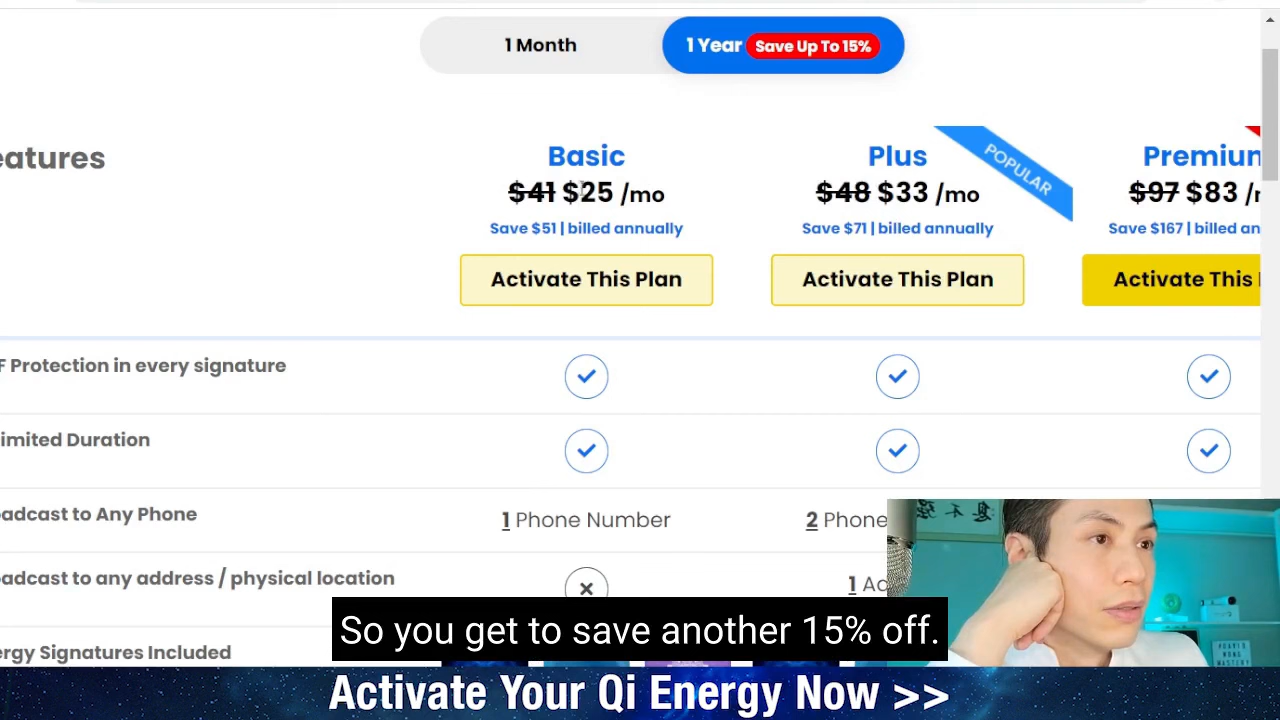 1 Month
1 Year Save Up To 15%
eatures
Basic
$41 $25 /mo
Save $51 | billed annually
Activate This Plan
Plus
POPULAR
$48 $33 /mo
Save $71 | billed annually
Activate This Plan
Premium
$97 $83 /
Save $167 | billed an
Activate This
F Protection in every signature
imited Duration
adcast to Any Phone
1 Phone Number
2 Phone
adcast to any address / physical location
1 Ad
ergy Signatures Included
So you get to save another 15% off.
Activate Your Qi Energy Now >>